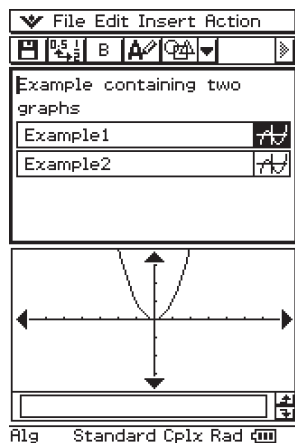 File Edit Insert Action
0.5 1 2 B A
Example containing two
graphs
Example1
Example2
Alg Standard Cplx Rad